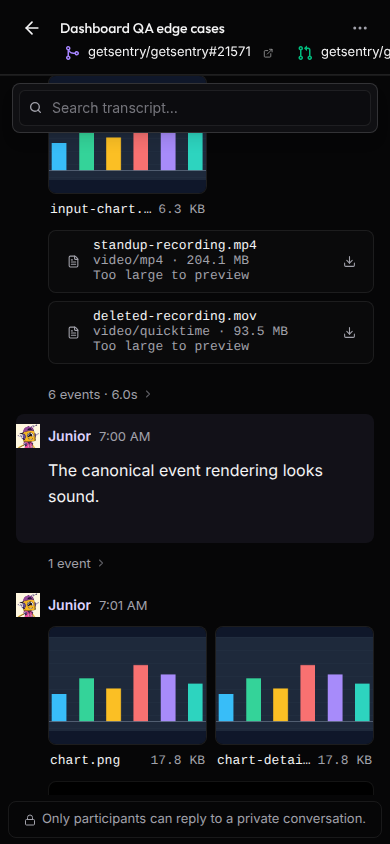 Dashboard QA edge cases
getsentry/getsentry#21571
getsentry/g
Search transcript...
input-chart.… 6.3 KB
standup-recording.mp4
video/mp4 · 204.1 MB
Too large to preview
deleted-recording.mov
video/quicktime · 93.5 MB
Too large to preview
6 events · 6.0s
Junior 7:00 AM
The canonical event rendering looks
sound.
1 event
Junior 7:01 AM
chart.png 17.8 KB
chart-detai… 17.8 KB
Only participants can reply to a private conversation.